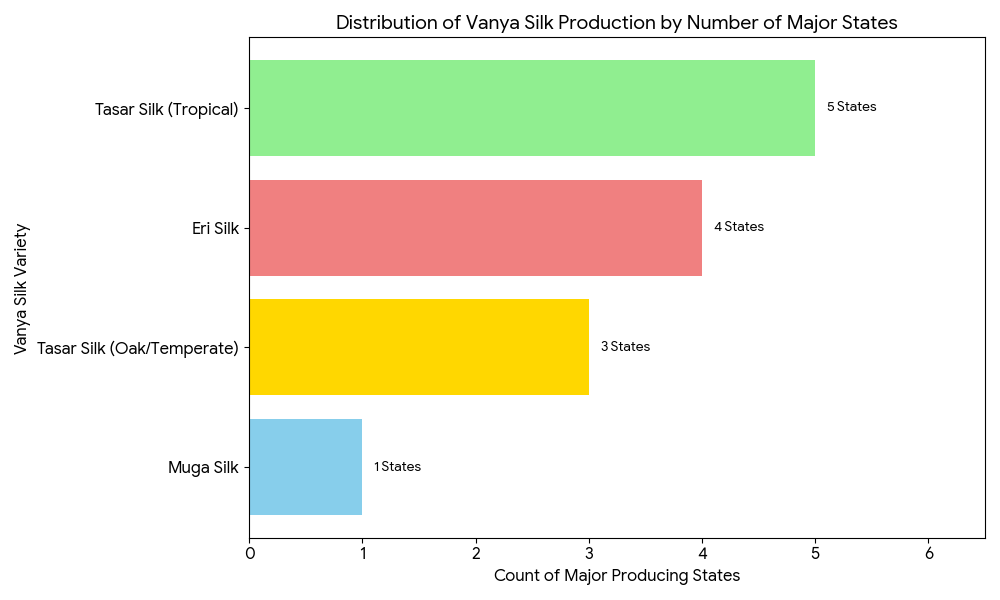 Distribution of Vanya Silk Production by Number of Major States
Vanya Silk Variety
Tasar Silk (Tropical)
5 States
Eri Silk
4 States
Tasar Silk (Oak/Temperate)
3 States
Muga Silk
1 States
0 1 2 3 4 5 6
Count of Major Producing States